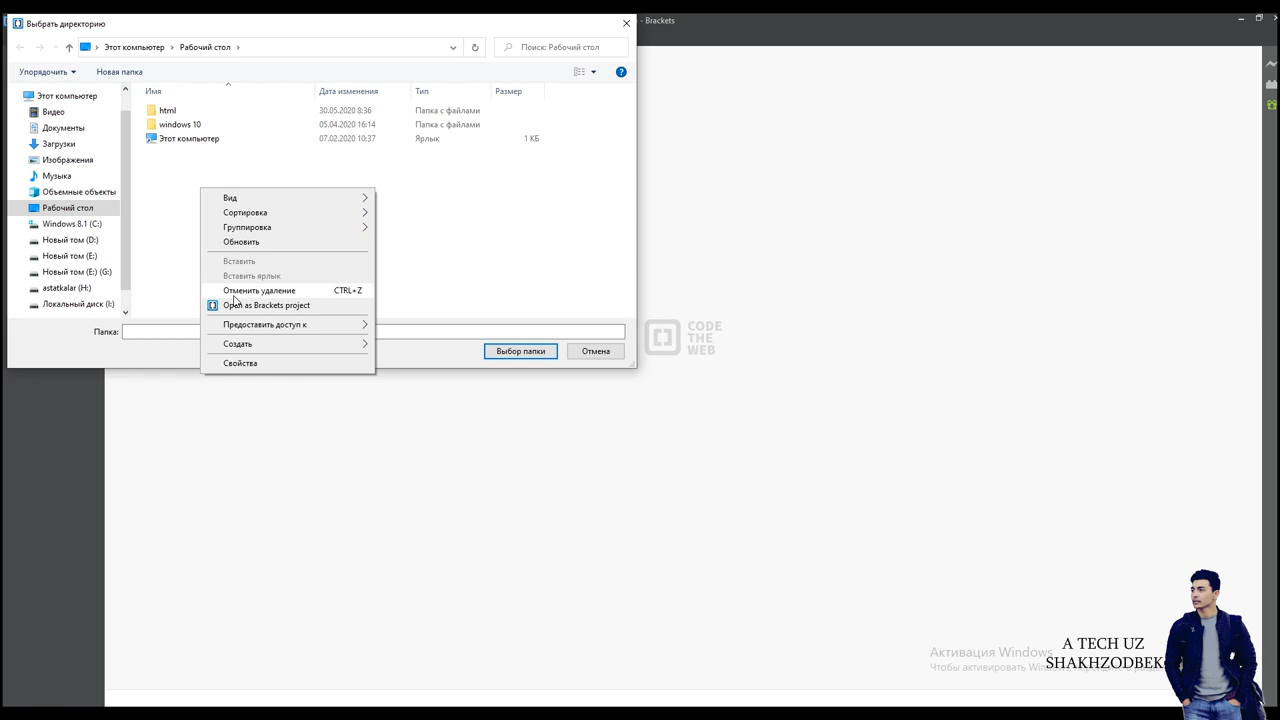 Выбрать директорию
- Brackets
Этот компьютер
Рабочий стол
Поиск: Рабочий стол
Упорядочить
Новая папка
Имя
Дата изменения
Тип
Размер
Этот компьютер
Видео
Документы
Загрузки
Изображения
Музыка
Объемные объекты
Рабочий стол
Windows 8.1 (C:)
Новый том (D:)
Новый том (E:)
Новый том (E:) (G:)
astatkalar (H:)
Локальный диск (I:)
html 30.05.2020 8:36 Папка с файлами
windows 10 05.04.2020 16:14 Папка с файлами
Этот компьютер 07.02.2020 10:37 Ярлык 1 КБ
Вид
Сортировка
Группировка
Обновить
Вставить
Вставить ярлык
Отменить удаление CTRL+Z
Open as Brackets project
Предоставить доступ к
Создать
Свойства
Папка:
Выбор папки
Отмена
CODE
THE
WEB
Активация Windows
Чтобы активировать
A TECH UZ
SHAKHZODBEK